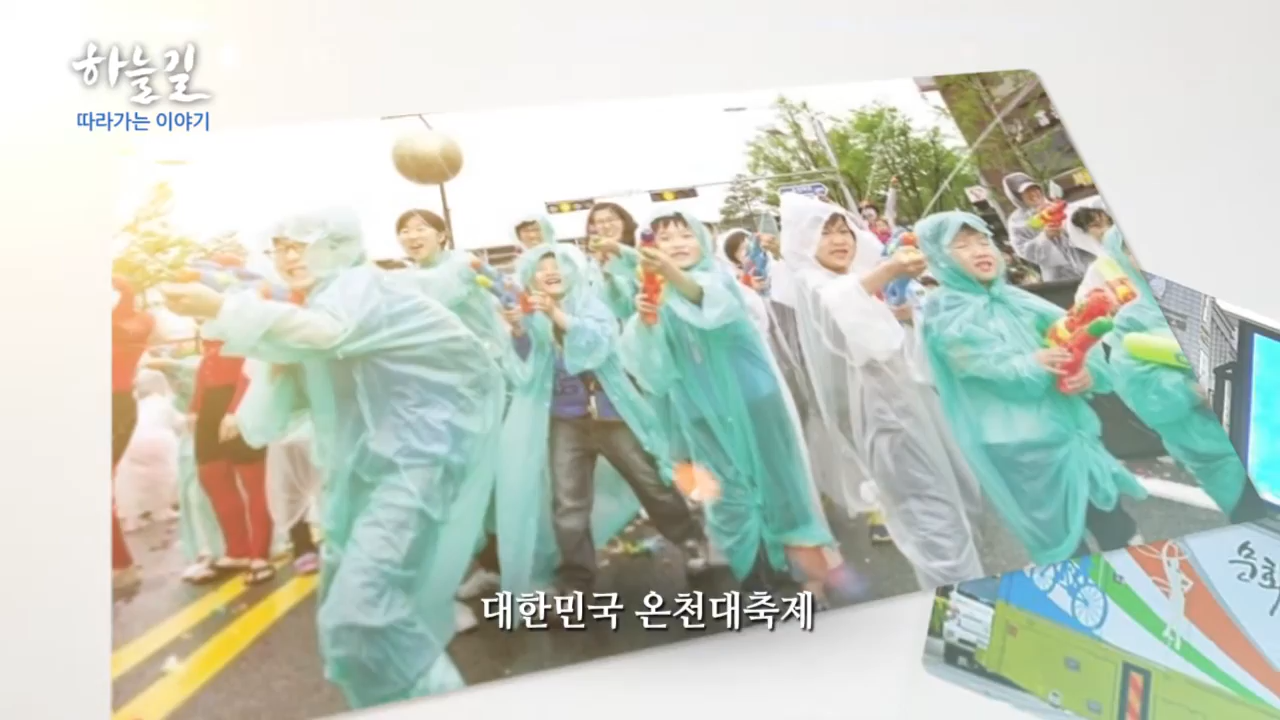 하늘길
따라가는 이야기
대한민국 온천대축제